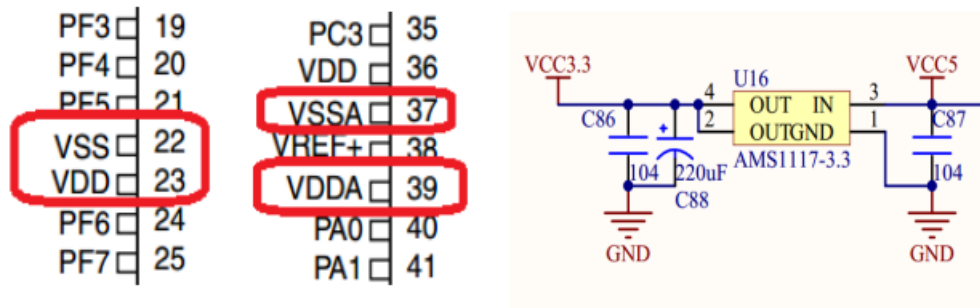 PF3 19
PF4 20
PF5 21
VSS 22
VDD 23
PF6 24
PF7 25
PC3 35
VDD 36
VSSA 37
VREF+ 38
VDDA 39
PA0 40
PA1 41
VCC3.3
VCC5
U16
4 OUT IN 3
2 OUTGND 1
AMS1117-3.3
C86
C87
+
104
220uF
104
C88
GND
GND